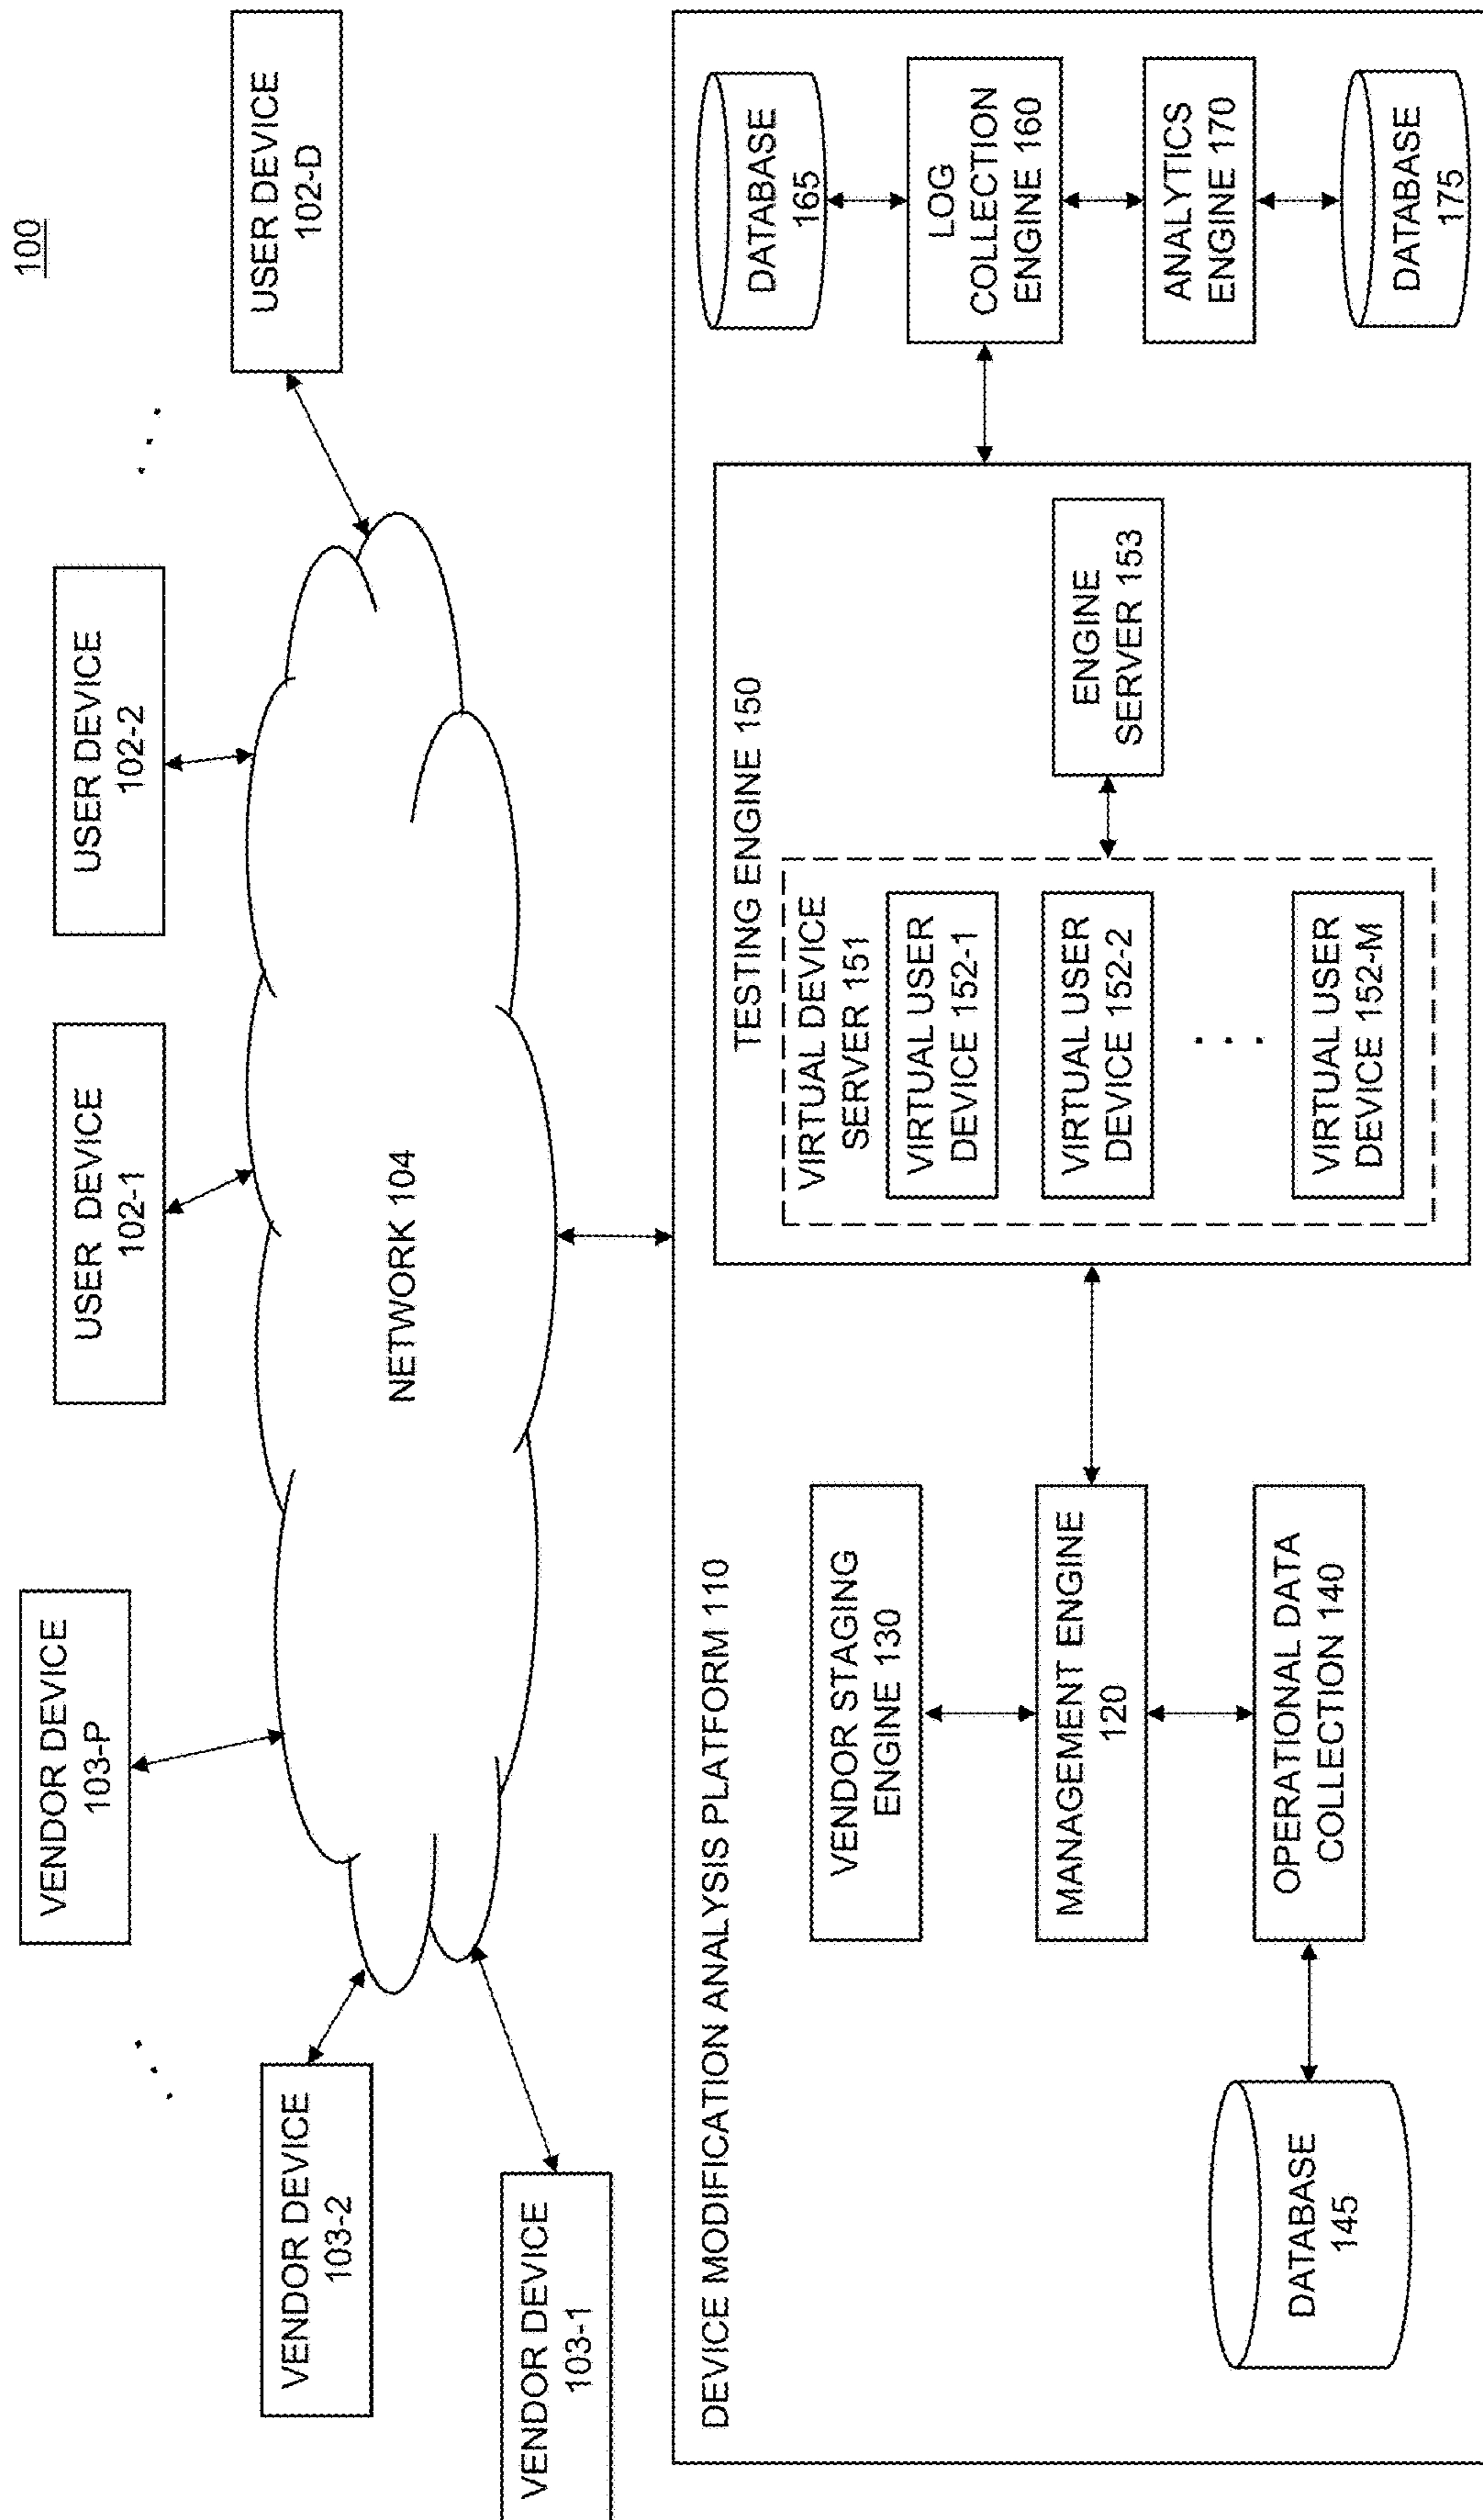 100
VENDOR DEVICE
103-1
VENDOR DEVICE
103-2
. . .
VENDOR DEVICE
103-P
USER DEVICE
102-1
USER DEVICE
102-2
. . .
USER DEVICE
102-D
NETWORK 104
DEVICE MODIFICATION ANALYSIS PLATFORM 110
VENDOR STAGING
ENGINE 130
MANAGEMENT ENGINE
120
OPERATIONAL DATA
COLLECTION 140
DATABASE
145
TESTING ENGINE 150
VIRTUAL DEVICE
SERVER 151
VIRTUAL USER
DEVICE 152-1
VIRTUAL USER
DEVICE 152-2
. . .
VIRTUAL USER
DEVICE 152-M
ENGINE
SERVER 153
DATABASE
165
LOG
COLLECTION
ENGINE 160
ANALYTICS
ENGINE 170
DATABASE
175